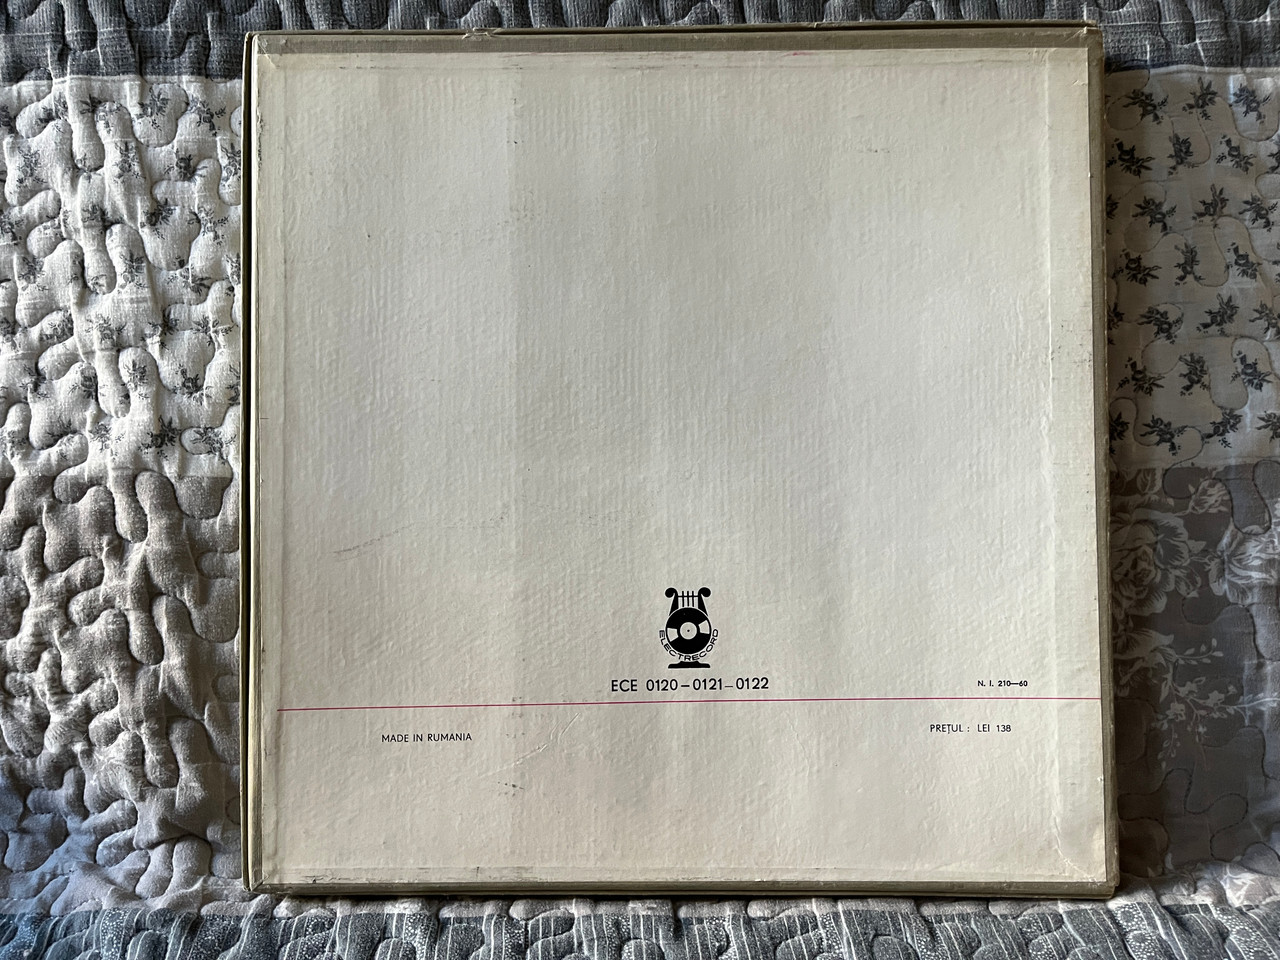 ELECTRECORD
ECE 0120 – 0121 – 0122
N. I. 210—60
MADE IN RUMANIA
PREȚUL : LEI 138